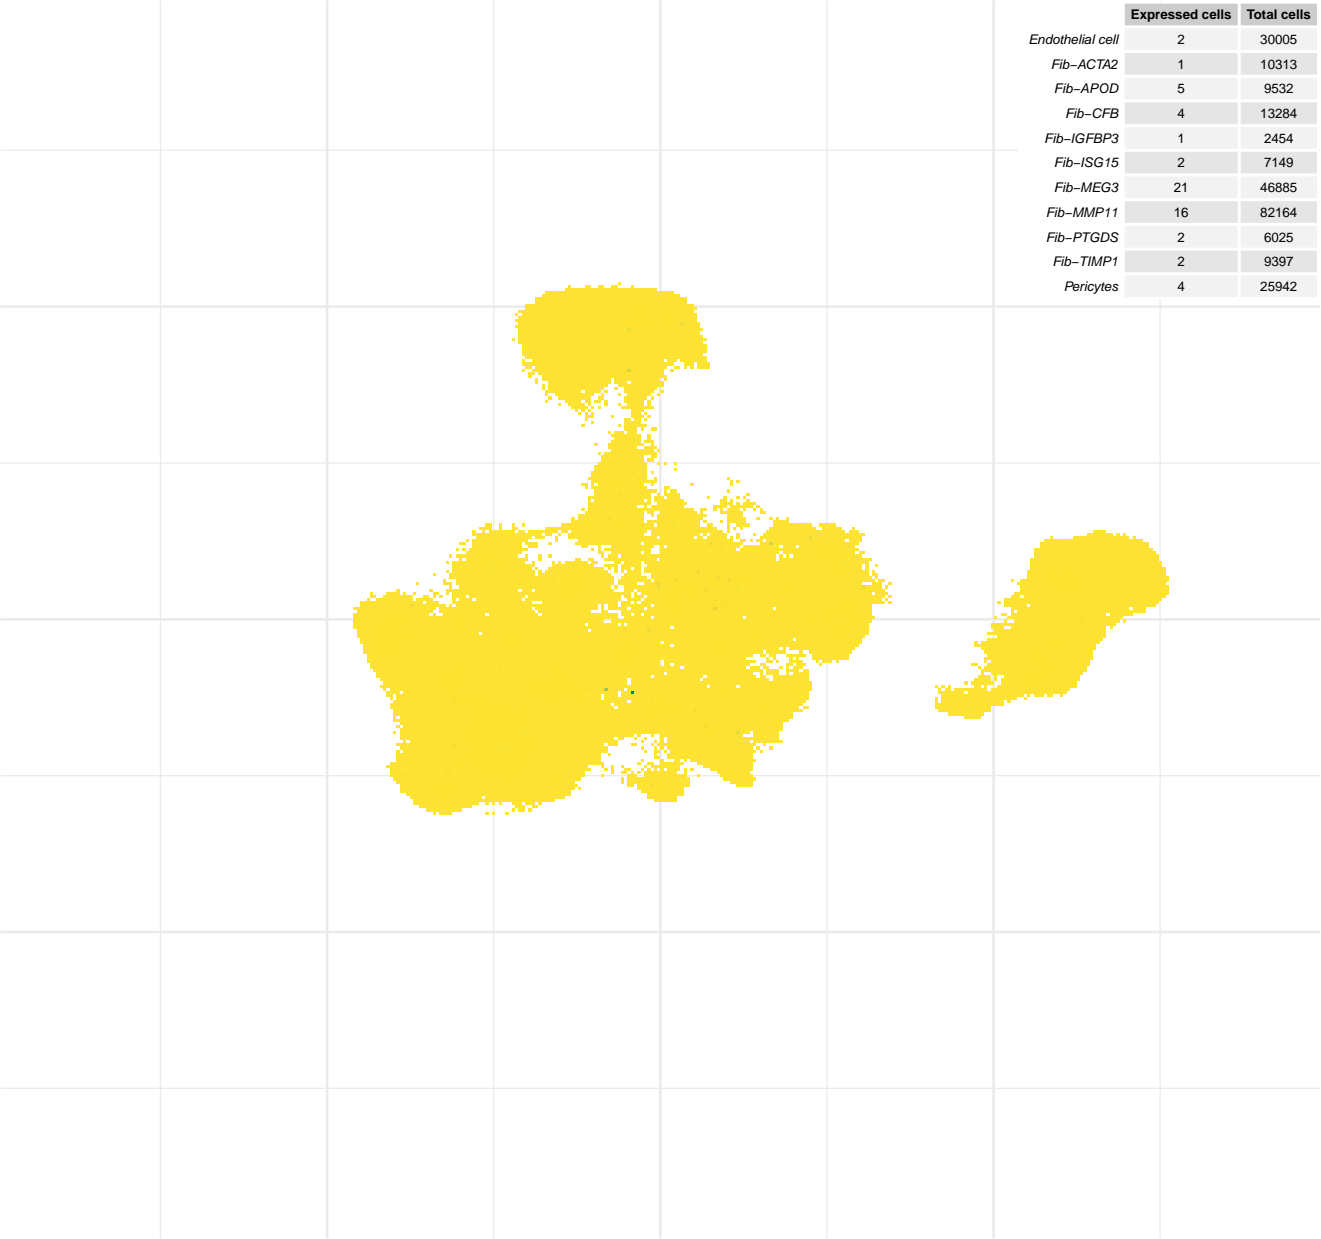 Expressed cells Total cells
Endothelial cell 2 30005
Fib−ACTA2 1 10313
Fib−APOD 5 9532
Fib−CFB 4 13284
Fib−IGFBP3 1 2454
Fib−ISG15 2 7149
Fib−MEG3 21 46885
Fib−MMP11 16 82164
Fib−PTGDS 2 6025
Fib−TIMP1 2 9397
Pericytes 4 25942